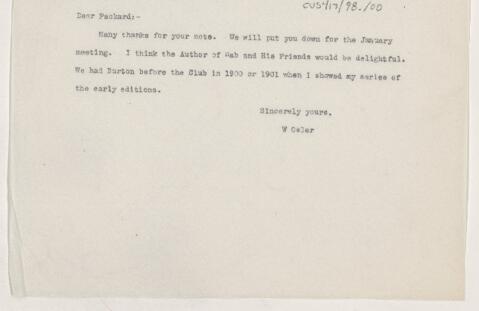 CUS417/98.100
Dear Packard:-
Many thanks for your note. We will put you down for the January
meeting. I think the Author of Rab and His Friends would be delightful.
We had Burton before the Club in 1900 or 1901 when I showed my series of
the early editions.
Sincerely yours,
W Osler